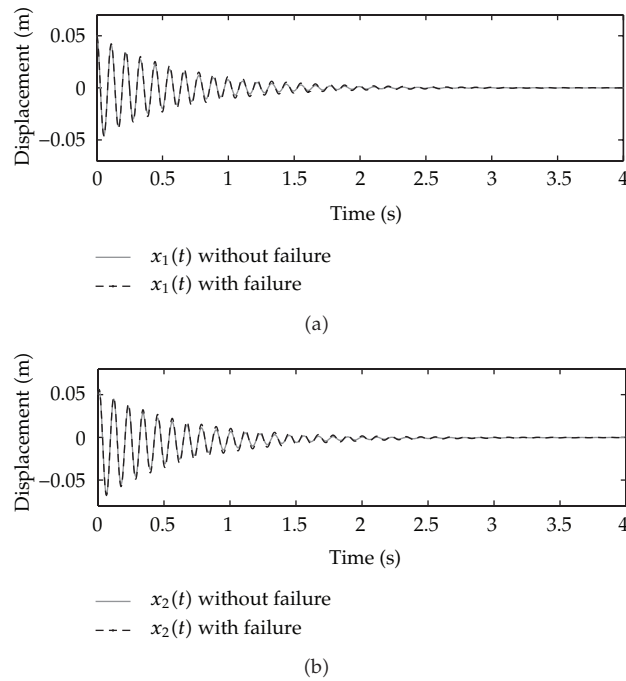 Displacement (m)
0.05
0
−0.05
0 0.5 1 1.5 2 2.5 3 3.5 4
Time (s)
x1(t) without failure
x1(t) with failure
(a)
Displacement (m)
0.05
0
−0.05
0 0.5 1 1.5 2 2.5 3 3.5 4
Time (s)
x2(t) without failure
x2(t) with failure
(b)